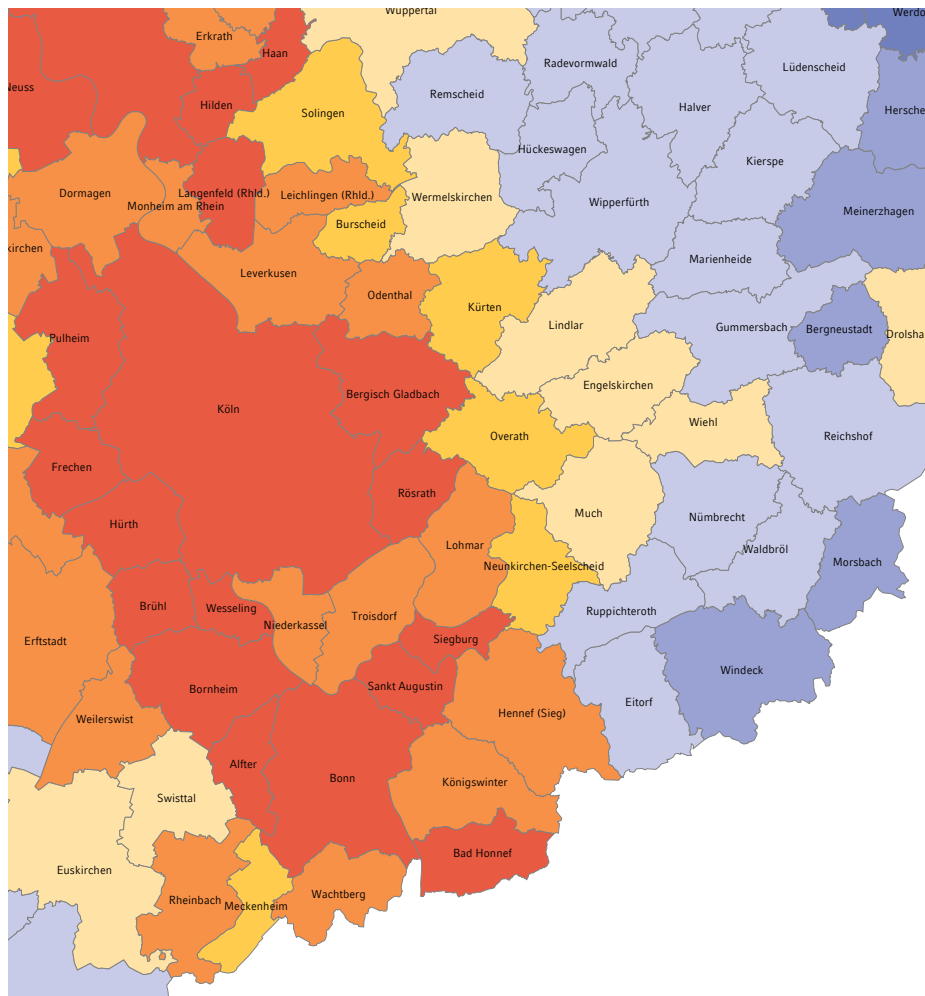 Wuppertal
Werdo
Erkrath
Haan
Radevormwald
Lüdenscheid
Neuss
Remscheid
Hilden
Solingen
Halver
Hersche
Hückeswagen
Kierspe
Dormagen
Langenfeld (Rhld.)
Leichlingen (Rhld.)
Wermelskirchen
Monheim am Rhein
Wipperfürth
Meinerzhagen
Burscheid
kirchen
Marienheide
Leverkusen
Odenthal
Kürten
Lindlar
Gummersbach
Bergneustadt
Drolsha
Pulheim
Engelskirchen
Bergisch Gladbach
Köln
Wiehl
Overath
Reichshof
Frechen
Rösrath
Much
Nümbrecht
Hürth
Lohmar
Waldbröl
Neunkirchen-Seelscheid
Morsbach
Brühl
Wesseling
Ruppichteroth
Troisdorf
Niederkassel
Erftstadt
Siegburg
Windeck
Sankt Augustin
Bornheim
Eitorf
Hennef (Sieg)
Weilerswist
Alfter
Bonn
Königswinter
Swisttal
Bad Honnef
Euskirchen
Wachtberg
Rheinbach
Meckenheim